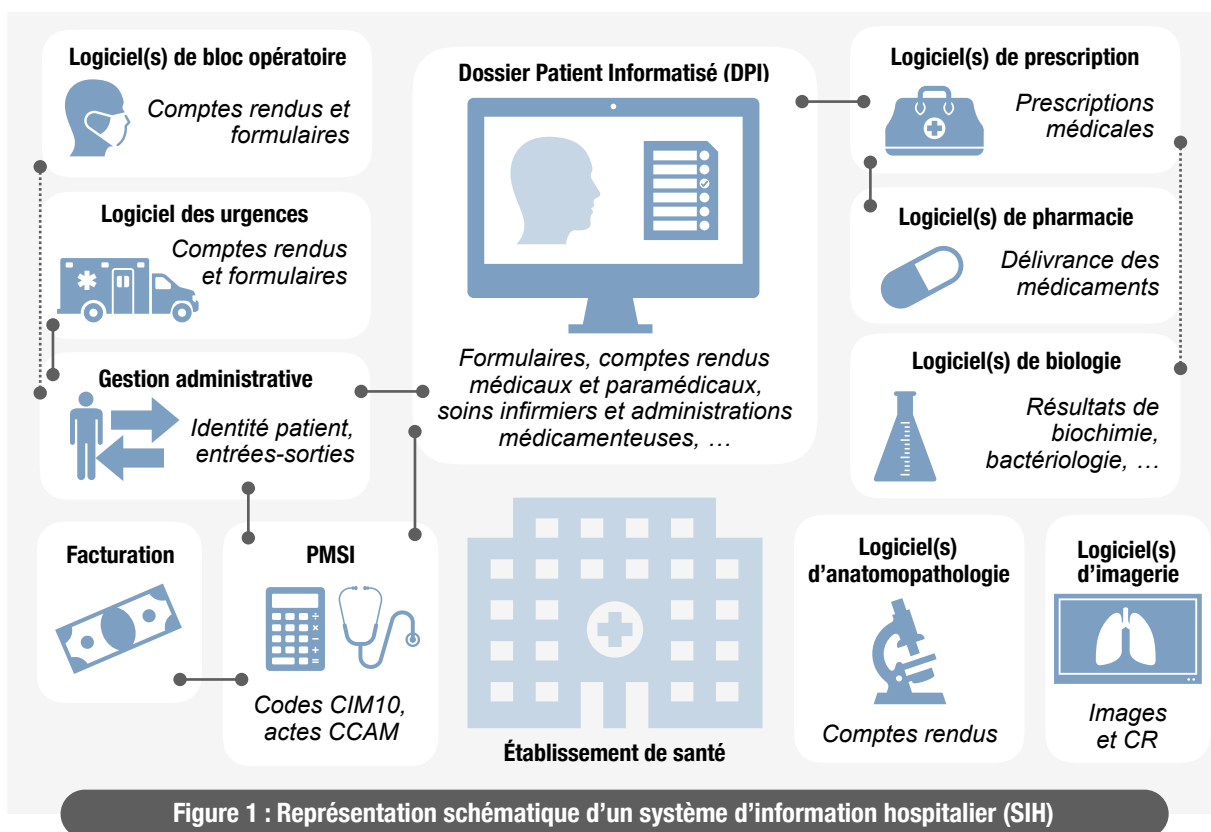 Logiciel(s) de bloc opératoire
Comptes rendus et
formulaires
Logiciel des urgences
Comptes rendus
et formulaires
Gestion administrative
Identité patient,
entrées-sorties
Facturation
PMSI
Codes CIM10,
actes CCAM
Dossier Patient Informatisé (DPI)
Formulaires, comptes rendus
médicaux et paramédicaux,
soins infirmiers et administrations
médicamenteuses, …
Établissement de santé
Logiciel(s) de prescription
Prescriptions
médicales
Logiciel(s) de pharmacie
Délivrance des
médicaments
Logiciel(s) de biologie
Résultats de
biochimie,
bactériologie, …
Logiciel(s)
d’anatomopathologie
Comptes rendus
Logiciel(s)
d’imagerie
Images
et CR
Figure 1 : Représentation schématique d’un système d’information hospitalier (SIH)